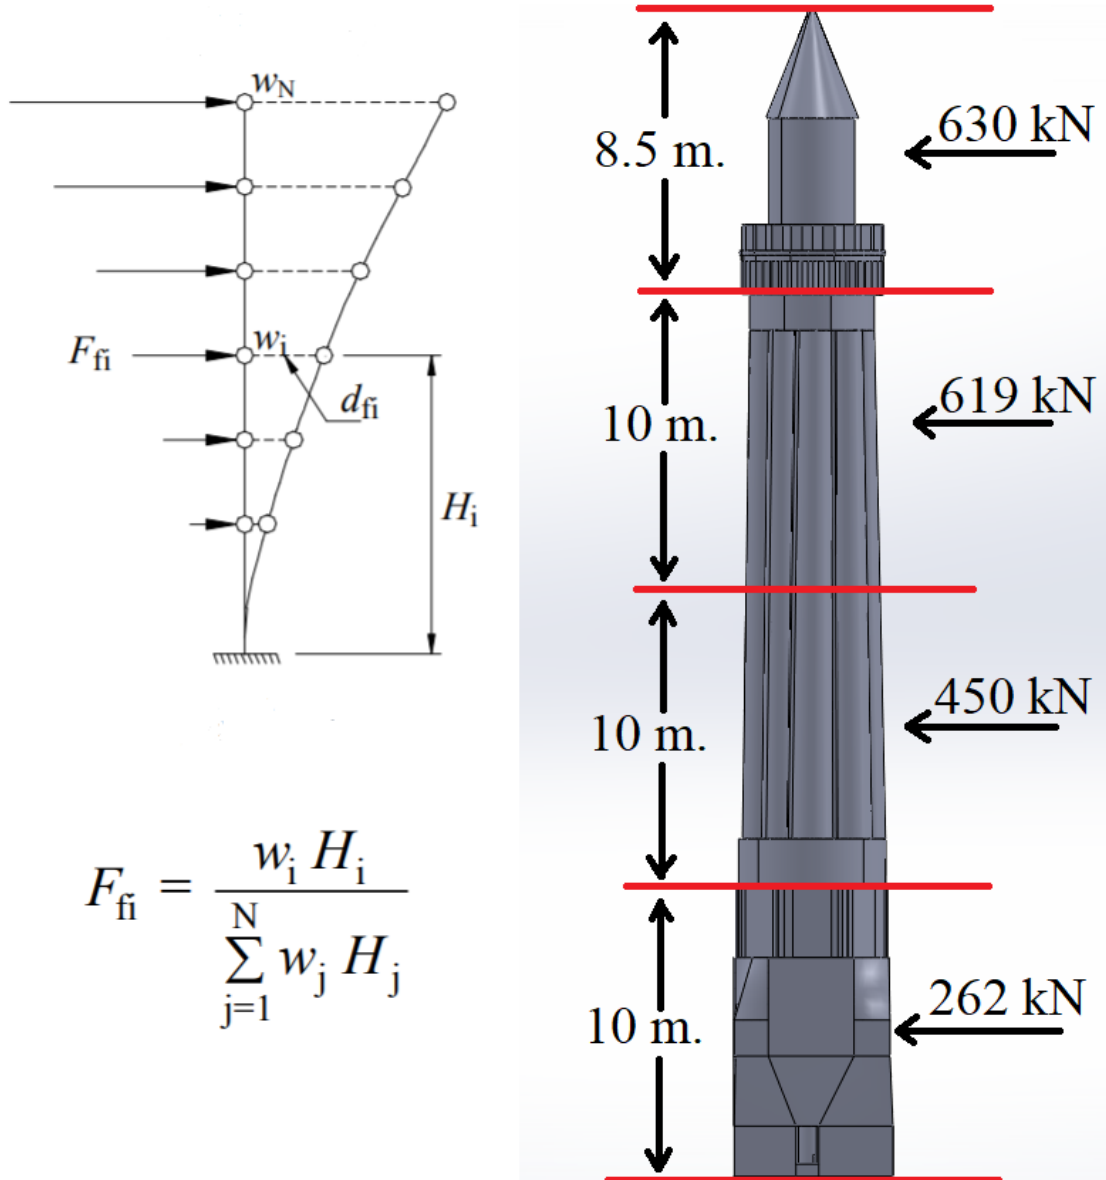 w_N
F_fi
w_i
d_fi
H_i
F_fi = w_i H_i / N ∑ j=1 w_j H_j
8.5 m.
630 kN
10 m.
619 kN
10 m.
450 kN
10 m.
262 kN